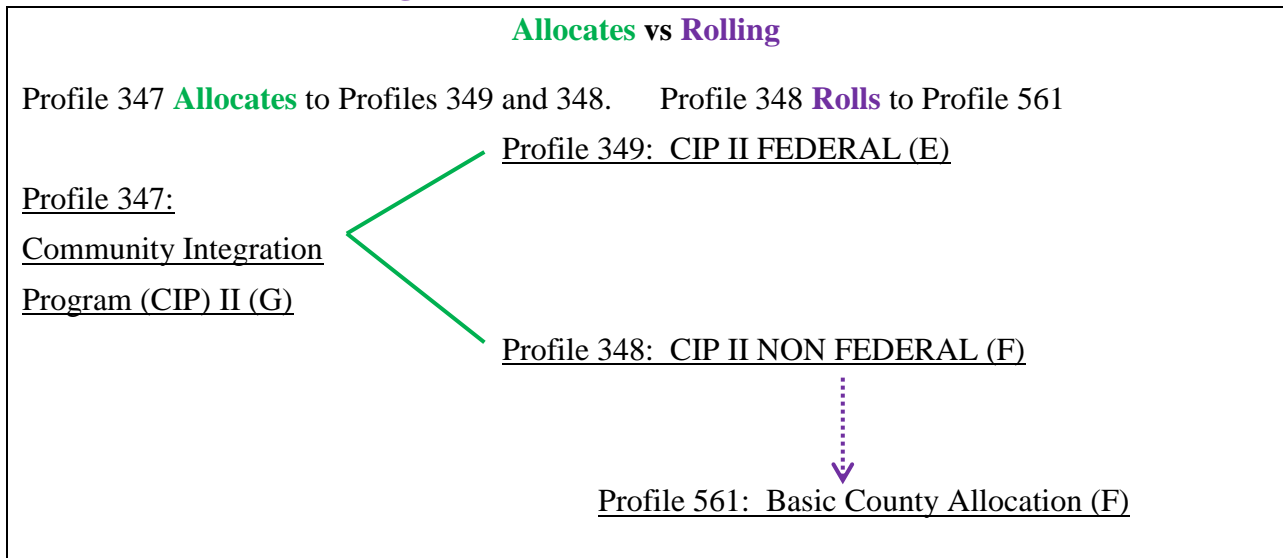 Allocates vs Rolling
Profile 347 Allocates to Profiles 349 and 348. Profile 348 Rolls to Profile 561
Profile 349: CIP II FEDERAL (E)
Profile 347:
Community Integration
Program (CIP) II (G)
Profile 348: CIP II NON FEDERAL (F)
Profile 561: Basic County Allocation (F)